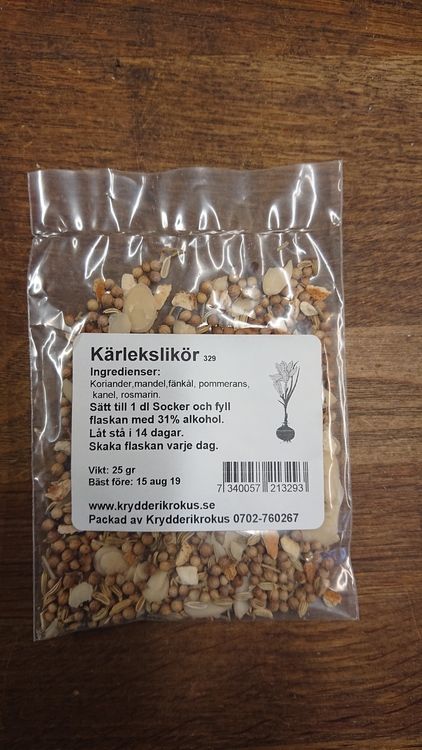 Kärlekslikör 329
Ingredienser:
Koriander,mandel,fänkål, pommerans,
kanel, rosmarin.
Sätt till 1 dl Socker och fyll
flaskan med 31% alkohol.
Låt stå i 14 dagar.
Skaka flaskan varje dag.
Vikt: 25 gr
Bäst före: 15 aug 19
7 340057 213293
www.krydderikrokus.se
Packad av Krydderikrokus 0702-760267